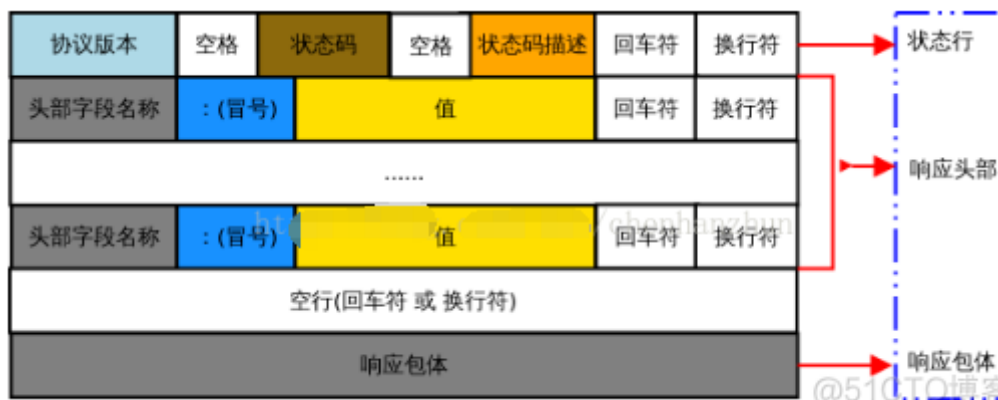 协议版本 空格 状态码 空格 状态码描述 回车符 换行符 状态行
头部字段名称 :(冒号) 值 回车符 换行符
...... 响应头部
头部字段名称 :(冒号) 值 回车符 换行符
/chenhanzhun
空行(回车符 或 换行符)
响应包体 响应包体
@51CTO博客